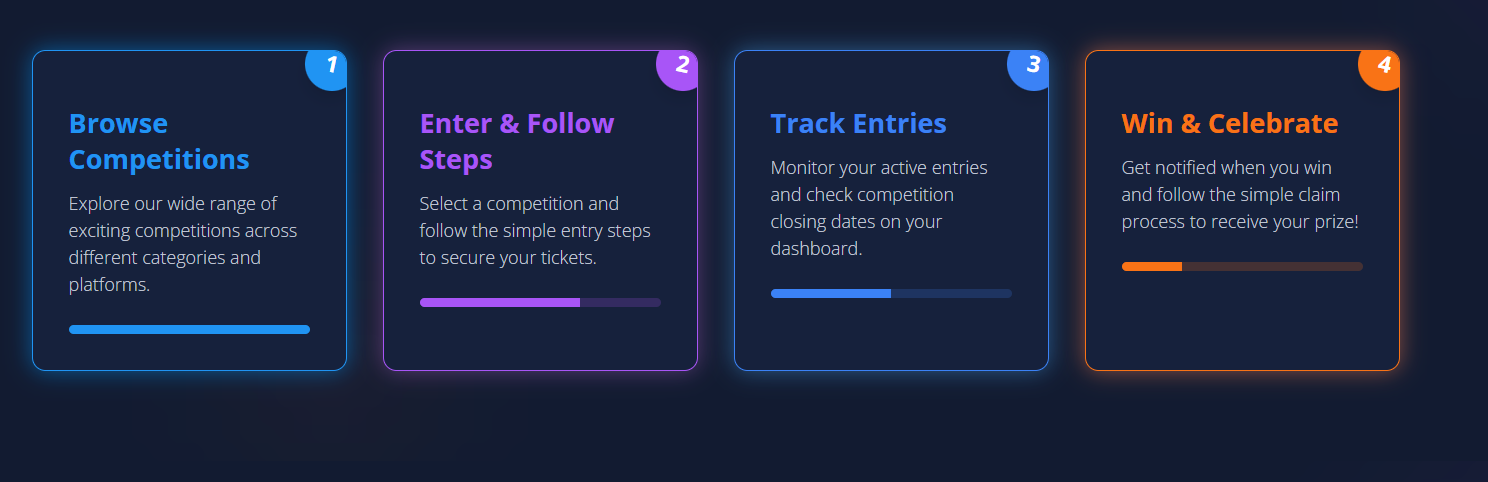 1
Browse
Competitions
Explore our wide range of
exciting competitions across
different categories and
platforms.
2
Enter & Follow
Steps
Select a competition and
follow the simple entry steps
to secure your tickets.
3
Track Entries
Monitor your active entries
and check competition
closing dates on your
dashboard.
4
Win & Celebrate
Get notified when you win
and follow the simple claim
process to receive your prize!